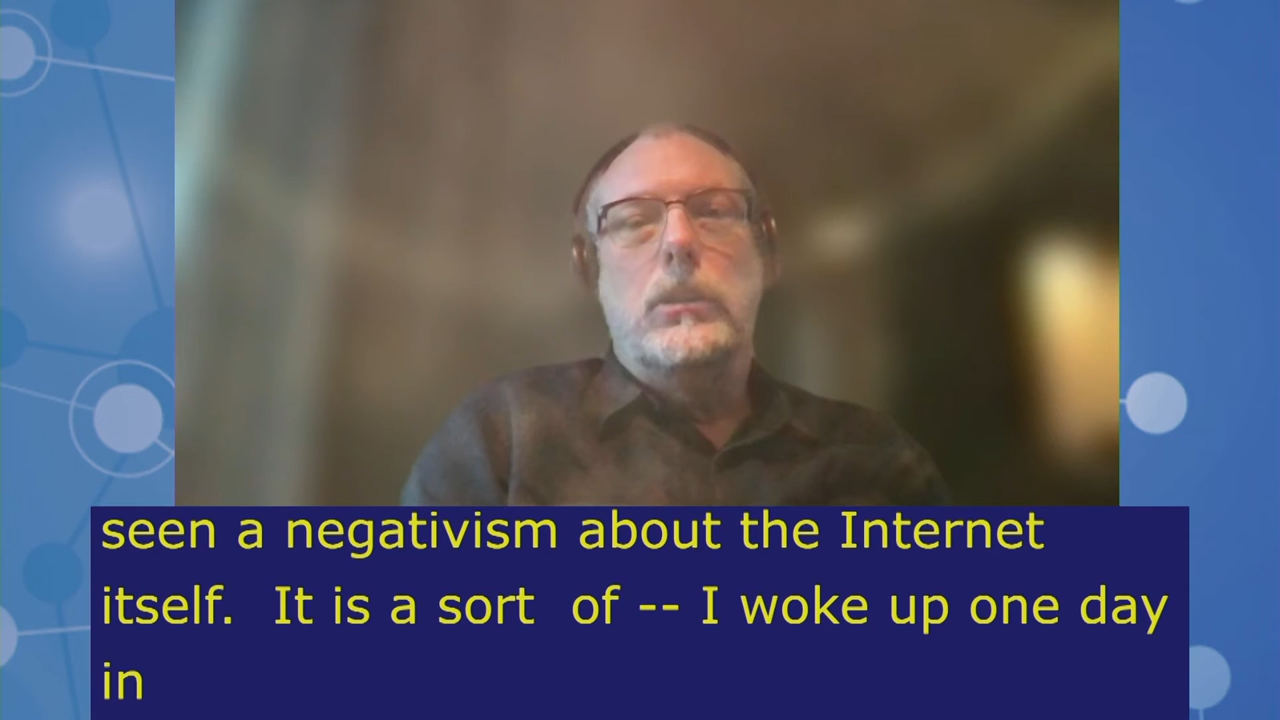 seen a negativism about the Internet
itself.  It is a sort  of -- I woke up one day
in